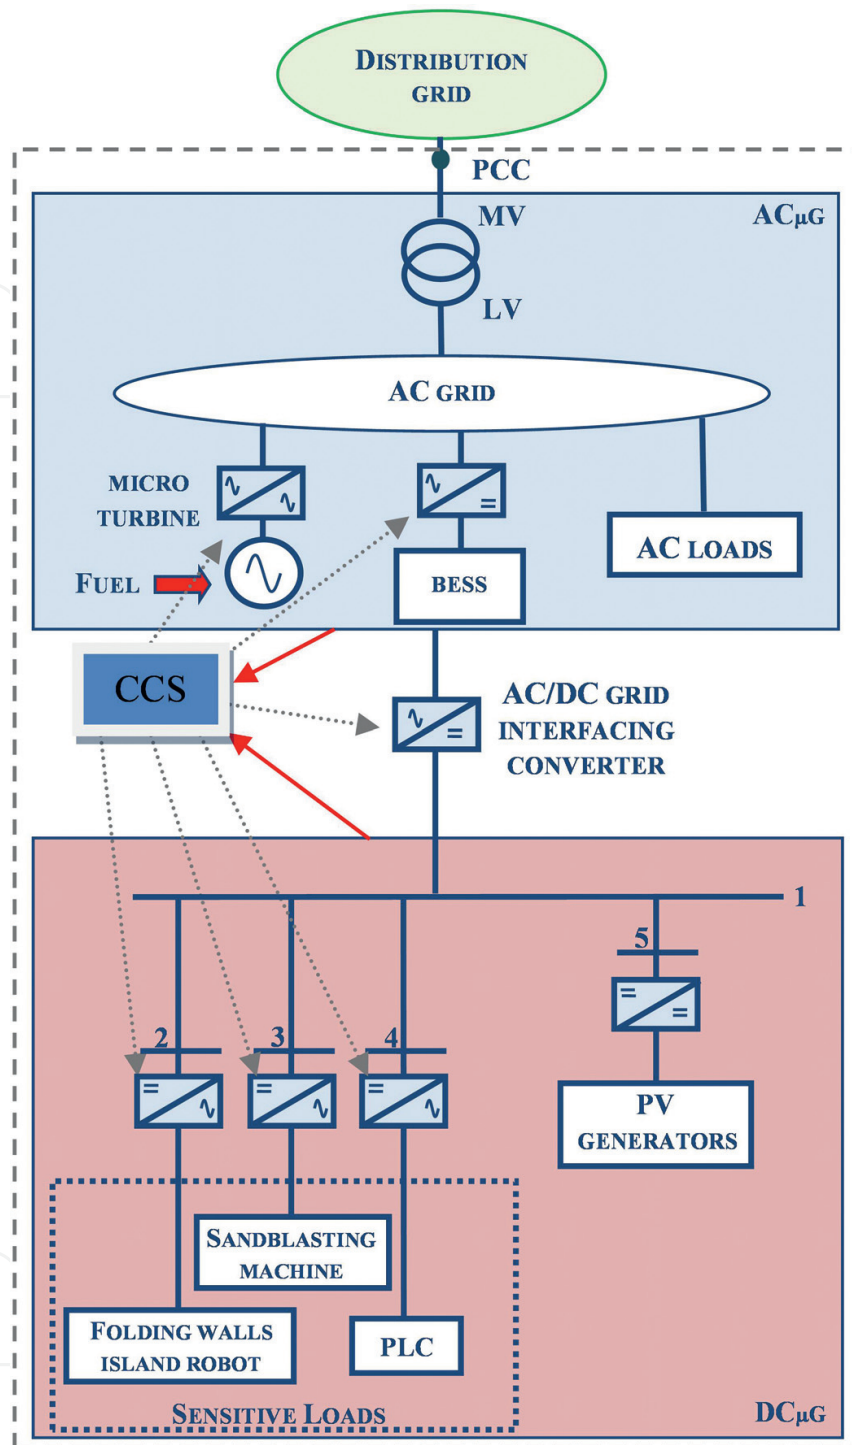 DISTRIBUTION
GRID
PCC
MV
ACμG
LV
AC GRID
MICRO
TURBINE
FUEL
BESS
AC LOADS
CCS
AC/DC GRID
INTERFACING
CONVERTER
1
5
2
3
4
PV
GENERATORS
SANDBLASTING
MACHINE
FOLDING WALLS
ISLAND ROBOT
PLC
SENSITIVE LOADS
DCμG